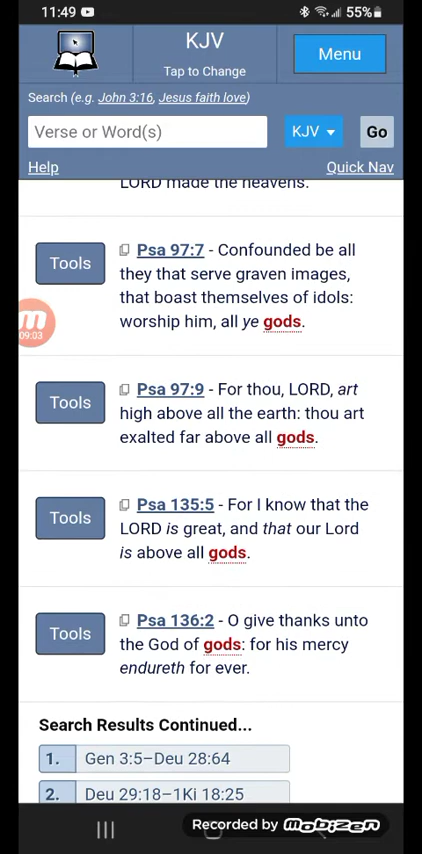 11:49
55%
KJV
Tap to Change
Menu
Search (e.g. John 3:16, Jesus faith love)
Verse or Word(s)
KJV
Go
Help
Quick Nav
LORD made the heavens.
Tools
Psa 97:7 - Confounded be all
they that serve graven images,
that boast themselves of idols:
worship him, all ye gods.
09:03
Tools
Psa 97:9 - For thou, LORD, art
high above all the earth: thou art
exalted far above all gods.
Tools
Psa 135:5 - For I know that the
LORD is great, and that our Lord
is above all gods.
Tools
Psa 136:2 - O give thanks unto
the God of gods: for his mercy
endureth for ever.
Search Results Continued...
1. Gen 3:5–Deu 28:64
2. Deu 29:18–1Ki 18:25
Recorded by mobizen